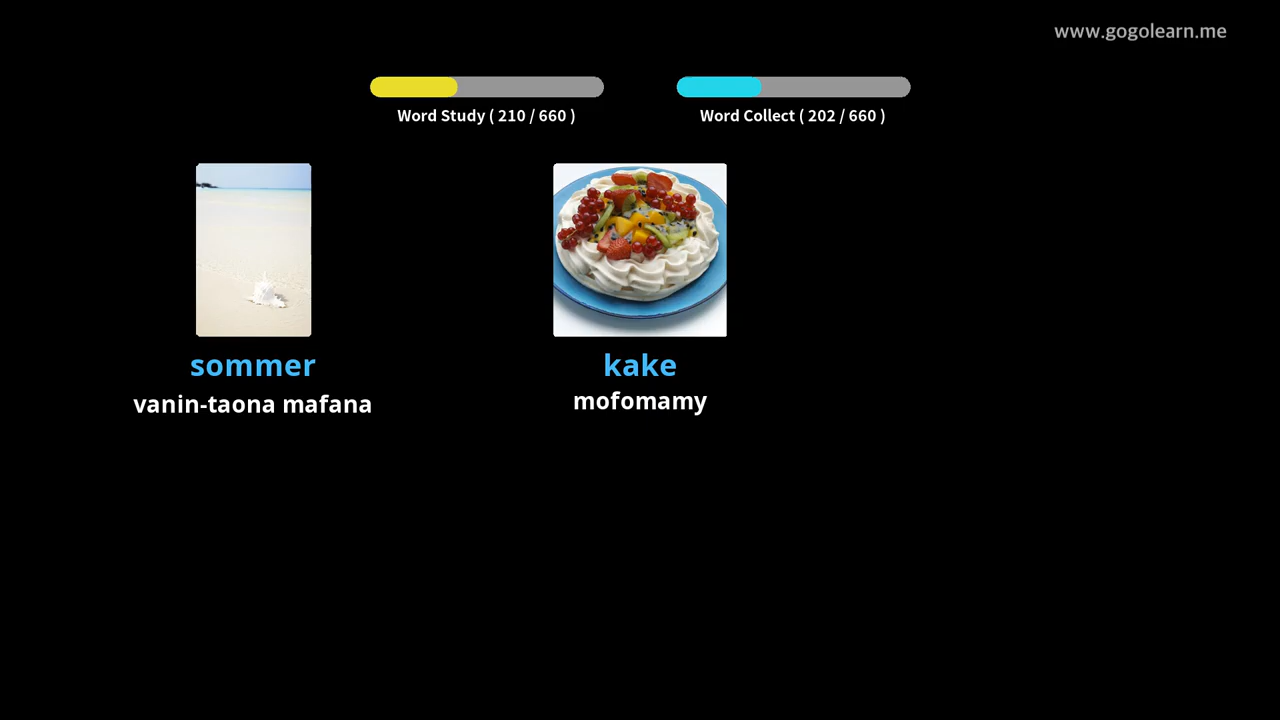 www.gogolearn.me
Word Study ( 210 / 660 )
Word Collect ( 202 / 660 )
sommer
vanin-taona mafana
kake
mofomamy